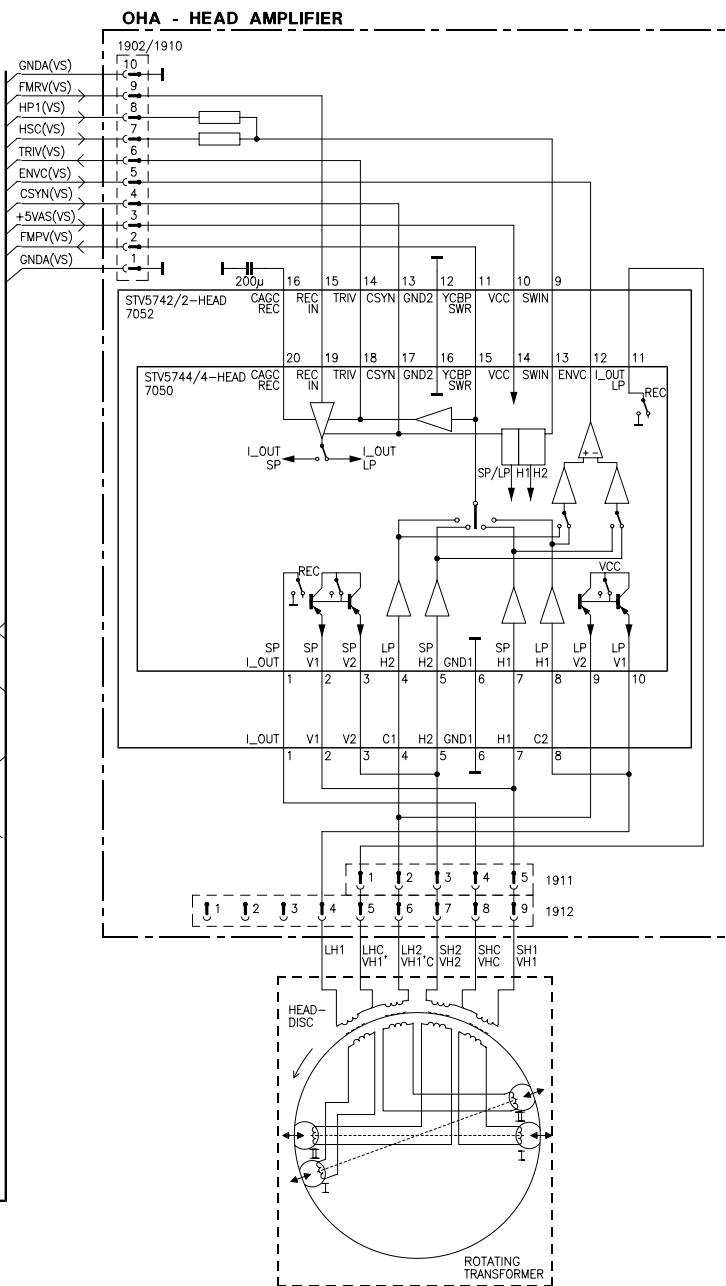 OHA - HEAD AMPLIFIER
1902/1910
GNDA(VS) 10
FMRV(VS) 9
HP1(VS) 8
HSC(VS) 7
TRIV(VS) 6
ENVC(VS) 5
CSYN(VS) 4
+5VAS(VS) 3
FMPV(VS) 2
GNDA(VS) 1
200μ
16 15 14 13 12 11 10 9
STV5742/2-HEAD
7052
CAGC REC
REC IN
TRIV
CSYN
GND2
YCBP SWR
VCC
SWIN
20 19 18 17 16 15 14 13 12 11
STV5744/4-HEAD
7050
CAGC REC
REC IN
TRIV
CSYN
GND2
YCBP SWR
VCC
SWIN
ENVC
I_OUT LP
REC
I_OUT SP
I_OUT LP
SP/LP H1 H2
+ -
REC
VCC
SP I_OUT
SP V1
SP V2
LP H2
SP H2
GND1
SP H1
LP H1
LP V2
LP V1
1 2 3 4 5 6 7 8 9 10
I_OUT V1 V2 C1 H2 GND1 H1 C2
1 2 3 4 5 6 7 8
1 2 3 4 5 1911
1 2 3 4 5 6 7 8 9 1912
LH1
LHC VH1'
LH2 VH1'C
SH2 VH2
SHC VHC
SH1 VH1
HEAD-
DISC
II
II
I
I
ROTATING
TRANSFORMER